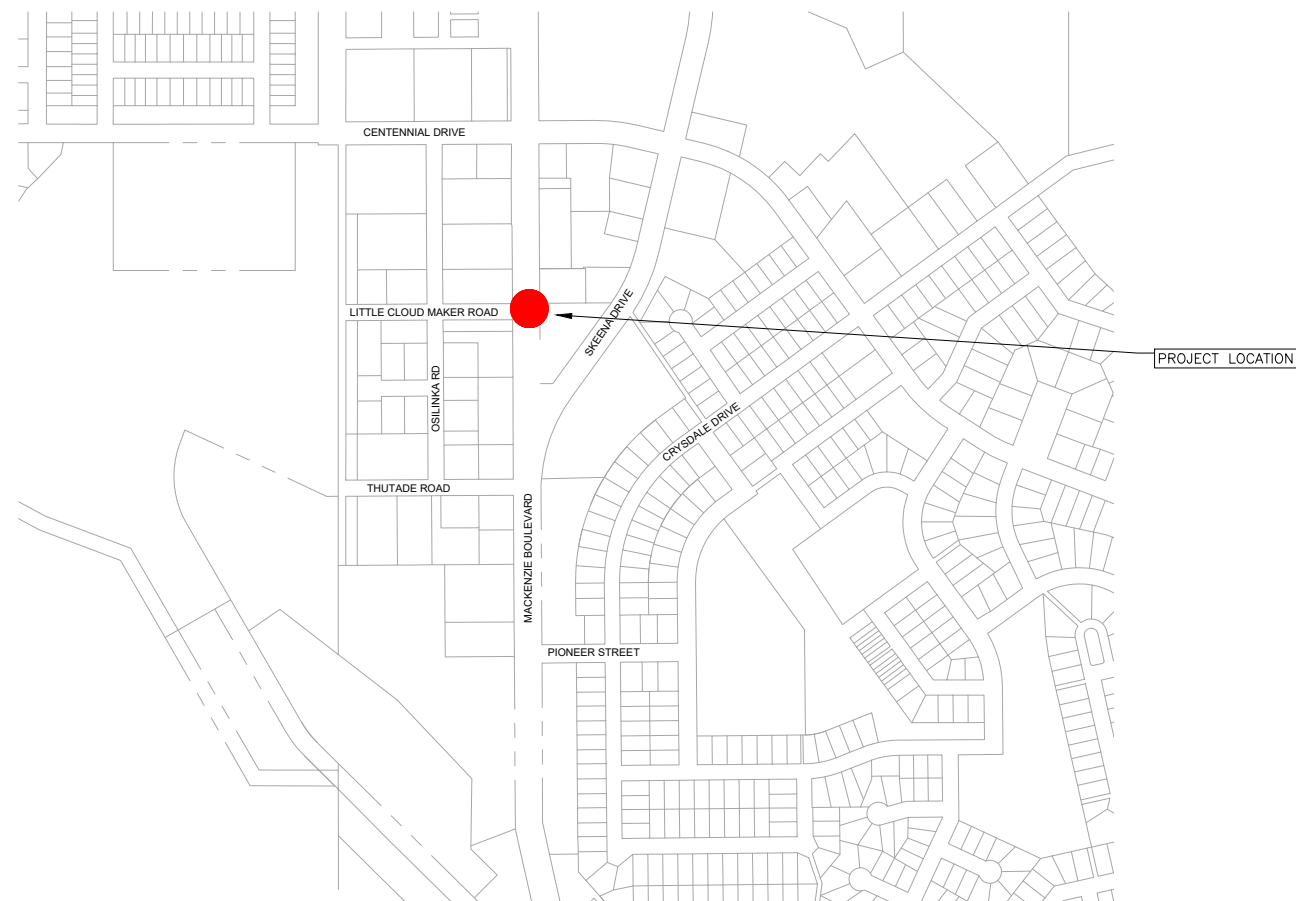 CENTENNIAL DRIVE
LITTLE CLOUD MAKER ROAD
SKEENA DRIVE
PROJECT LOCATION
OSILINKA RD
CRYSDALE DRIVE
THUTADE ROAD
MACKENZIE BOULEVARD
PIONEER STREET